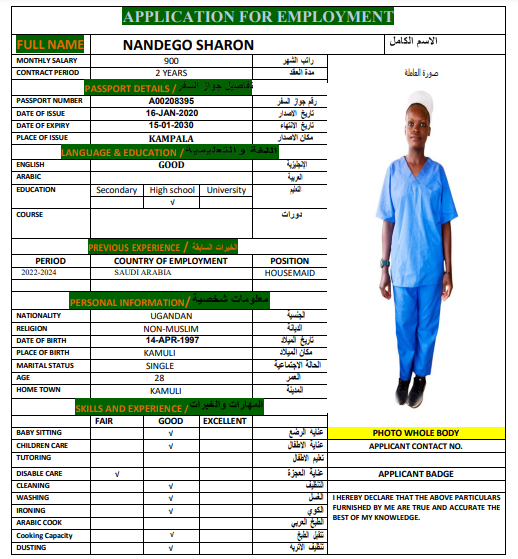 APPLICATION FOR EMPLOYMENT
FULL NAME NANDEGO SHARON الاسم الكامل
MONTHLY SALARY 900 راتب الشهر
CONTRACT PERIOD 2 YEARS مدة العقد
صورة العاملة
PASSPORT DETAILS / تفاصيل جواز السفر
PASSPORT NUMBER A00208395 رقم جواز السفر
DATE OF ISSUE 16-JAN-2020 تاريخ الاصدار
DATE OF EXPIRY 15-01-2030 تاريخ الانتهاء
PLACE OF ISSUE KAMPALA مكان الاصدار
LANGUAGE & EDUCATION / اللغة والتعليمية
ENGLISH GOOD الإنجليزية
ARABIC العربية
EDUCATION Secondary High school University التعليم
√
COURSE دورات
PREVIOUS EXPERIENCE / الخبرات السابقة
PERIOD COUNTRY OF EMPLOYMENT POSITION
2022-2024 SAUDI ARABIA HOUSEMAID
PERSONAL INFORMATION/ معلومات شخصية
NATIONALITY UGANDAN الجنسية
RELIGION NON-MUSLIM الديانة
DATE OF BIRTH 14-APR-1997 تاريخ الميلاد
PLACE OF BIRTH KAMULI مكان الميلاد
MARITAL STATUS SINGLE الحالة الاجتماعية
AGE 28 العمر
HOME TOWN KAMULI المدينة
SKILLS AND EXPERIENCE / المهارات والخبرات
FAIR GOOD EXCELLENT
BABY SITTING √ عناية الرضع
CHILDREN CARE √ عناية الاطفال
TUTORING تعليم الاطفال
DISABLE CARE √ عناية العجزة
CLEANING √ التنظيف
WASHING √ الغسل
IRONING √ الكوي
ARABIC COOK الطبخ العربي
Cooking Capacity √ الطبخ
DUSTING √ تنظيف الاتربه
PHOTO WHOLE BODY
APPLICANT CONTACT NO.
APPLICANT BADGE
I HEREBY DECLARE THAT THE ABOVE PARTICULARS
FURNISHED BY ME ARE TRUE AND ACCURATE THE
BEST OF MY KNOWLEDGE.